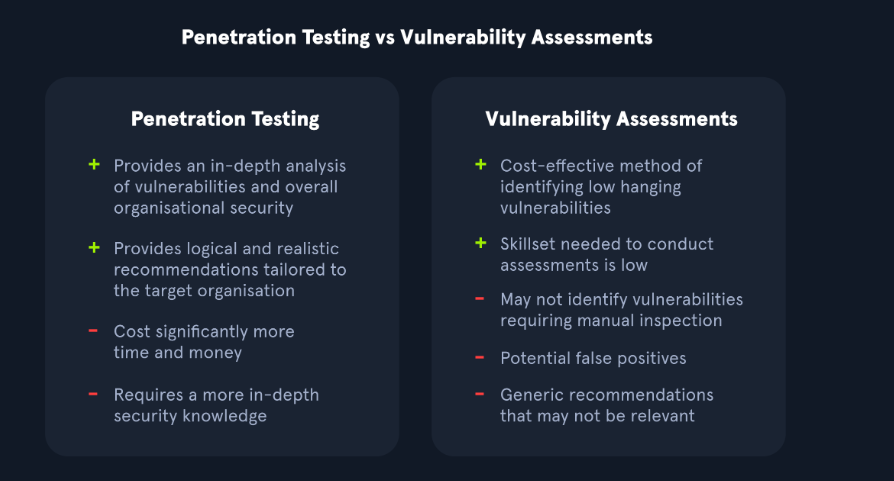 Penetration Testing vs Vulnerability Assessments
Penetration Testing
+ Provides an in-depth analysis
of vulnerabilities and overall
organisational security
+ Provides logical and realistic
recommendations tailored to
the target organisation
- Cost significantly more
time and money
- Requires a more in-depth
security knowledge
Vulnerability Assessments
+ Cost-effective method of
identifying low hanging
vulnerabilities
+ Skillset needed to conduct
assessments is low
- May not identify vulnerabilities
requiring manual inspection
- Potential false positives
- Generic recommendations
that may not be relevant